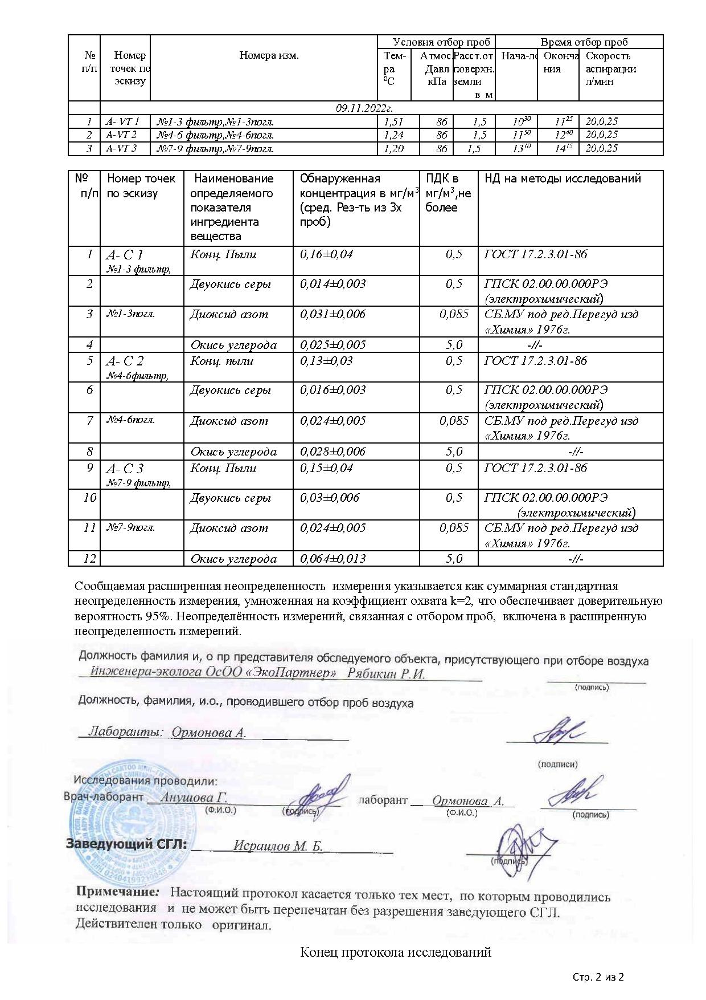 № п/п | Номер точек по эскизу | Номера изм. | Условия отбор проб | Время отбор проб
Тем-ра ⁰С | Атмос. Давл кПа | Расст.от поверхн. земли в м | Нача-ло | Оконча ния | Скорость аспирации л/мин
09.11.2022г.
1 | А- VT 1 | №1-3 фильтр,№1-3погл. | 1,51 | 86 | 1,5 | 10³⁰ | 11²⁵ | 20,0,25
2 | А-VT 2 | №4-6 фильтр,№4-6погл. | 1,24 | 86 | 1,5 | 11⁵⁰ | 12⁴⁰ | 20,0,25
3 | А-VT 3 | №7-9 фильтр,№7-9погл. | 1,20 | 86 | 1,5 | 13¹⁰ | 14¹⁵ | 20,0,25
№ п/п | Номер точек по эскизу | Наименование определяемого показателя ингредиента вещества | Обнаруженная концентрация в мг/м³ (сред. Рез-ть из 3х проб) | ПДК в мг/м³,не более | НД на методы исследований
1 | А- С 1 №1-3 фильтр, | Конц. Пыли | 0,16±0,04 | 0,5 | ГОСТ 17.2.3.01-86
2 | Двуокись серы | 0,014±0,003 | 0,5 | ГПСК 02.00.00.000РЭ (электрохимический)
3 | №1-3погл. | Диоксид азот | 0,031±0,006 | 0,085 | СБ.МУ под ред.Перегуд изд «Химия» 1976г.
4 | Окись углерода | 0,025±0,005 | 5,0 | -//-
5 | А- С 2 №4-6фильтр, | Конц. пыли | 0,13±0,03 | 0,5 | ГОСТ 17.2.3.01-86
6 | Двуокись серы | 0,016±0,003 | 0,5 | ГПСК 02.00.00.000РЭ (электрохимический)
7 | №4-6погл. | Диоксид азот | 0,024±0,005 | 0,085 | СБ.МУ под ред.Перегуд изд «Химия» 1976г.
8 | Окись углерода | 0,028±0,006 | 5,0 | -//-
9 | А- С 3 №7-9 фильтр, | Конц. Пыли | 0,15±0,04 | 0,5 | ГОСТ 17.2.3.01-86
10 | Двуокись серы | 0,03±0,006 | 0,5 | ГПСК 02.00.00.000РЭ (электрохимический)
11 | №7-9погл. | Диоксид азот | 0,024±0,005 | 0,085 | СБ.МУ под ред.Перегуд изд «Химия» 1976г.
12 | Окись углерода | 0,064±0,013 | 5,0 | -//-
Сообщаемая расширенная неопределенность измерения указывается как суммарная стандартная
неопределенность измерения, умноженная на коэффициент охвата k=2, что обеспечивает доверительную
вероятность 95%. Неопределённость измерений, связанная с отбором проб, включена в расширенную
неопределенность измерений.
Должность фамилия и, о пр представителя обследуемого объекта, присутствующего при отборе воздуха
Инженера-эколога ОсОО «ЭкоПартнер» Рябикин Р.И.
(подпись)
Должность, фамилия, и.о., проводившего отбор проб воздуха
Лаборанты: Ормонова А.
(подписи)
Исследования проводили:
Врач-лаборант Анушова Г. лаборант Ормонова А.
(Ф.И.О.) (подпись) (Ф.И.О.) (подпись)
Заведующий СГЛ: Исраилов М. Б.
(подпись)
Примечание: Настоящий протокол касается только тех мест, по которым проводились
исследования и не может быть перепечатан без разрешения заведующего СГЛ.
Действителен только оригинал.
Конец протокола исследований
Стр. 2 из 2